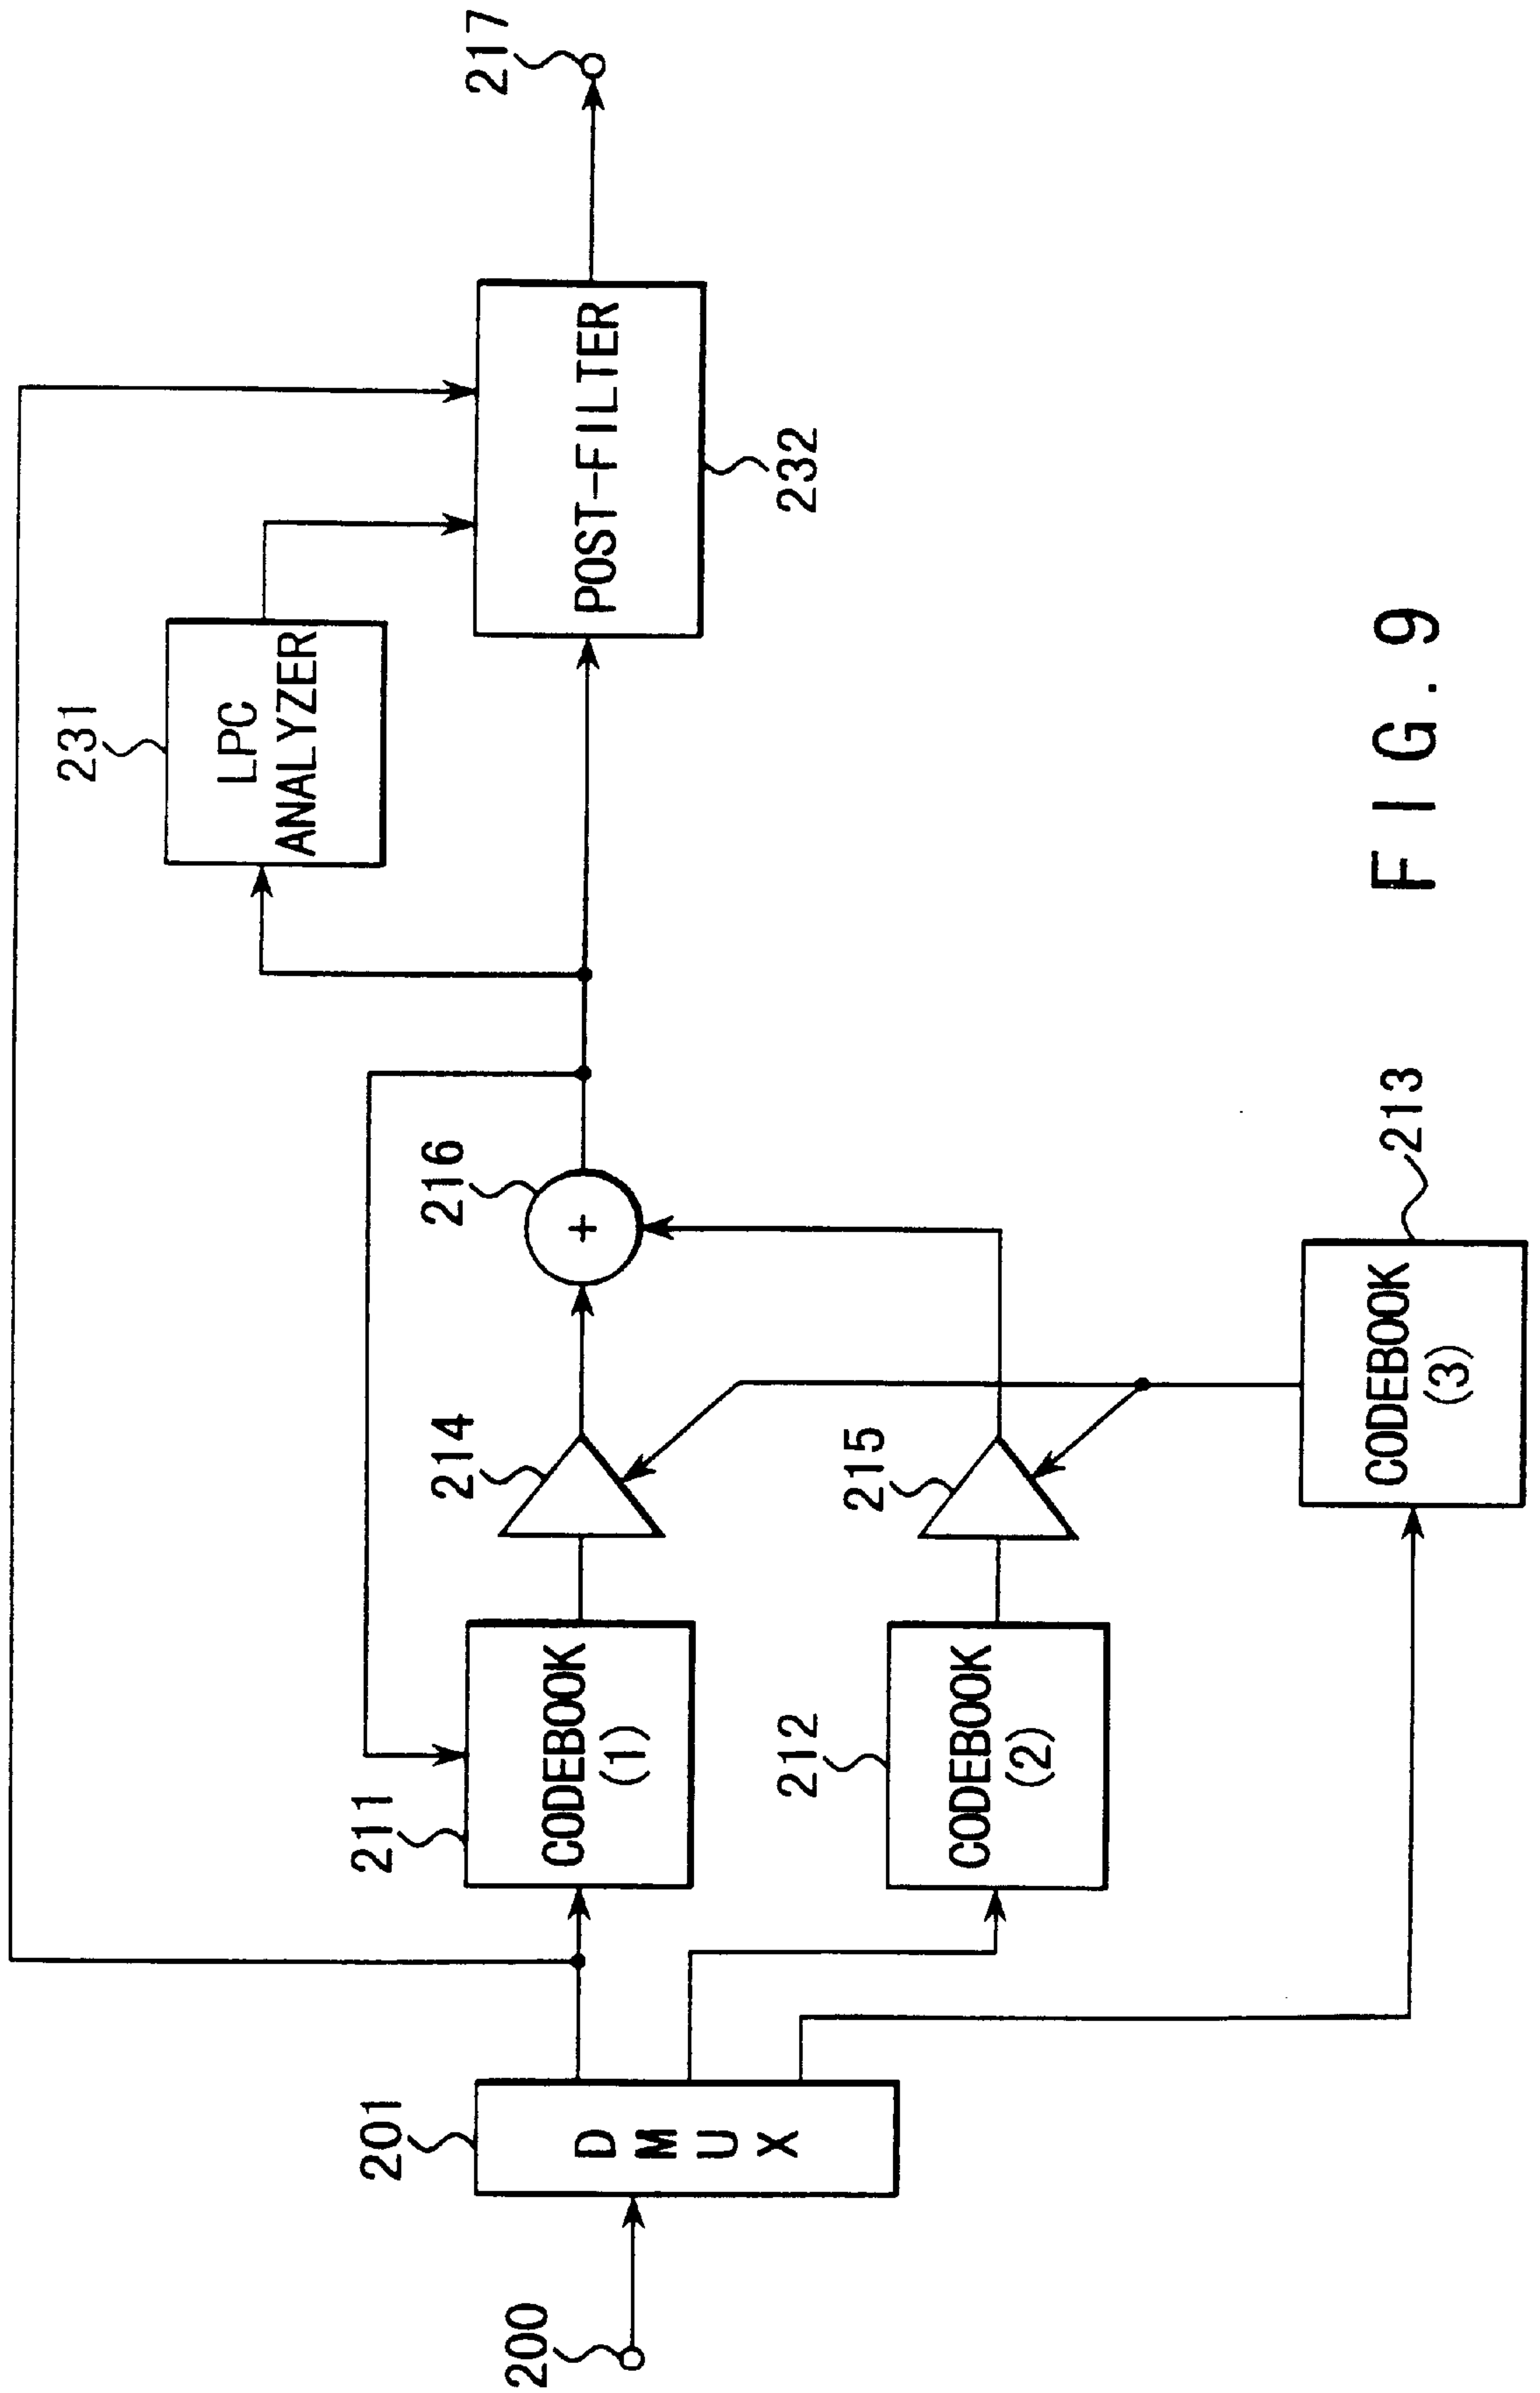 231
LPC
ANALYZER
217
POST-FILTER
232
216
214
211
CODEBOOK
(1)
201
D
M
U
X
200
215
212
CODEBOOK
(2)
213
CODEBOOK
(3)
FIG. 9